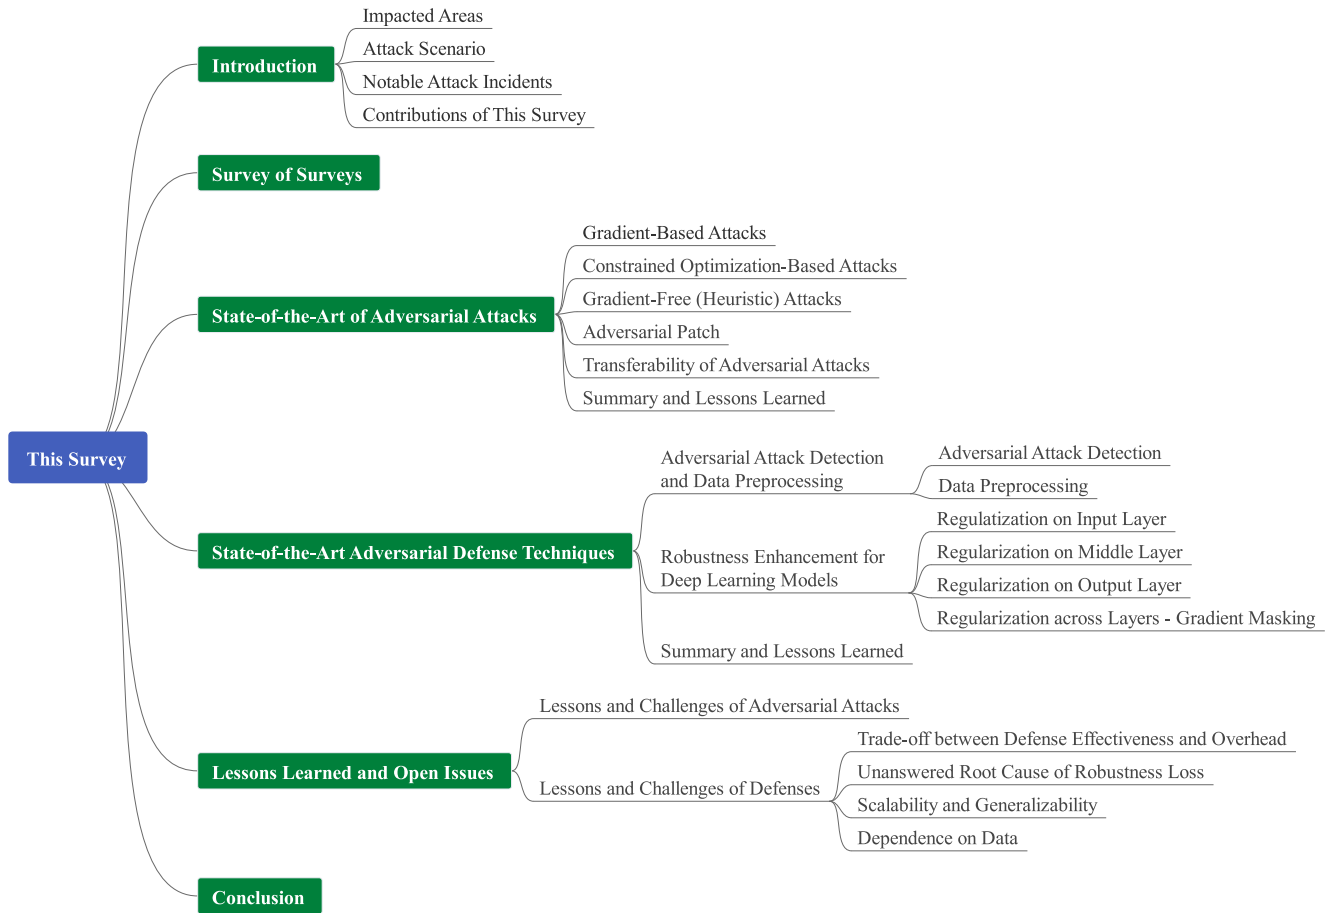 Introduction
Impacted Areas
Attack Scenario
Notable Attack Incidents
Contributions of This Survey
Survey of Surveys
State-of-the-Art of Adversarial Attacks
Gradient-Based Attacks
Constrained Optimization-Based Attacks
Gradient-Free (Heuristic) Attacks
Adversarial Patch
Transferability of Adversarial Attacks
Summary and Lessons Learned
This Survey
State-of-the-Art Adversarial Defense Techniques
Adversarial Attack Detection
and Data Preprocessing
Adversarial Attack Detection
Data Preprocessing
Robustness Enhancement for
Deep Learning Models
Regulatization on Input Layer
Regularization on Middle Layer
Regularization on Output Layer
Regularization across Layers - Gradient Masking
Summary and Lessons Learned
Lessons Learned and Open Issues
Lessons and Challenges of Adversarial Attacks
Lessons and Challenges of Defenses
Trade-off between Defense Effectiveness and Overhead
Unanswered Root Cause of Robustness Loss
Scalability and Generalizability
Dependence on Data
Conclusion